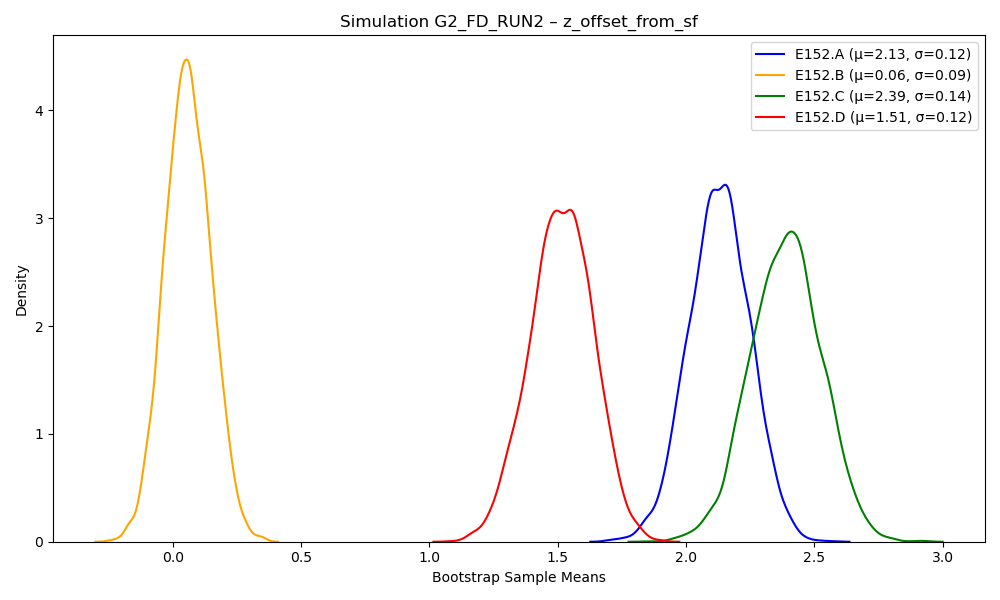 Simulation G2_FD_RUN2 – z_offset_from_sf
E152.A (μ=2.13, σ=0.12)
E152.B (μ=0.06, σ=0.09)
E152.C (μ=2.39, σ=0.14)
E152.D (μ=1.51, σ=0.12)
4
3
2
1
0
Density
0.0 0.5 1.0 1.5 2.0 2.5 3.0
Bootstrap Sample Means